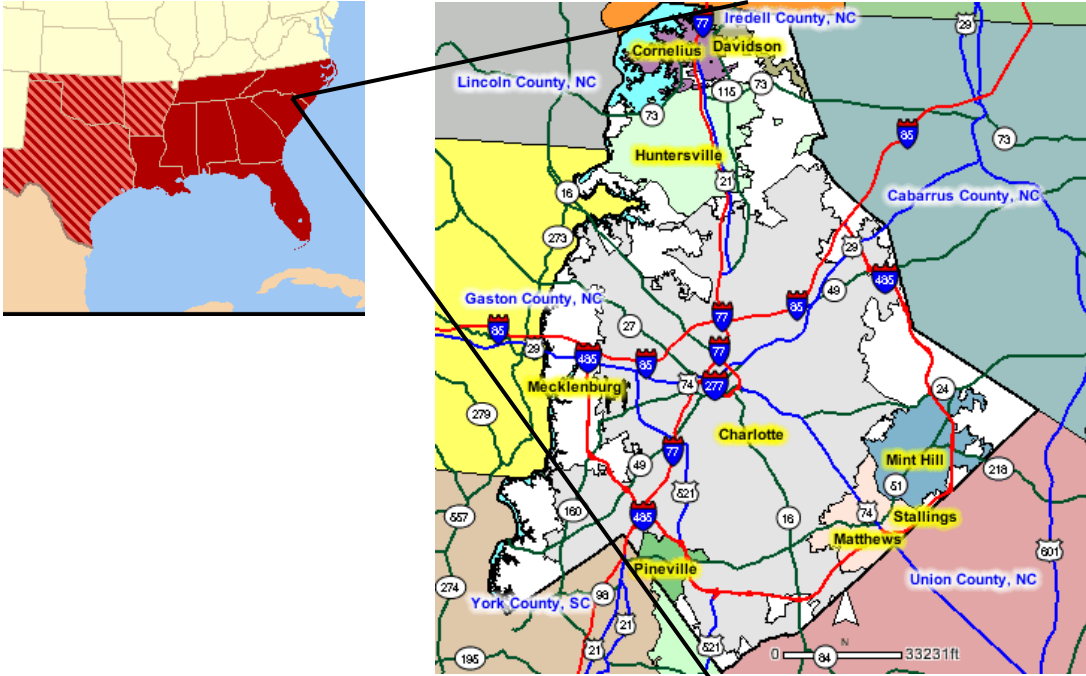 77
Iredell County, NC
29
Cornelius
Davidson
Lincoln County, NC
115
73
73
85
73
Huntersville
21
16
Cabarrus County, NC
273
29
485
49
Gaston County, NC
85
77
27
85
29
485
85
77
74
277
Mecklenburg
24
279
Charlotte
77
Mint Hill
49
218
51
521
Stallings
557
160
485
16
74
Matthews
601
Pineville
Union County, NC
274
98
York County, SC
21
N
195
21
521
0
84
33231ft